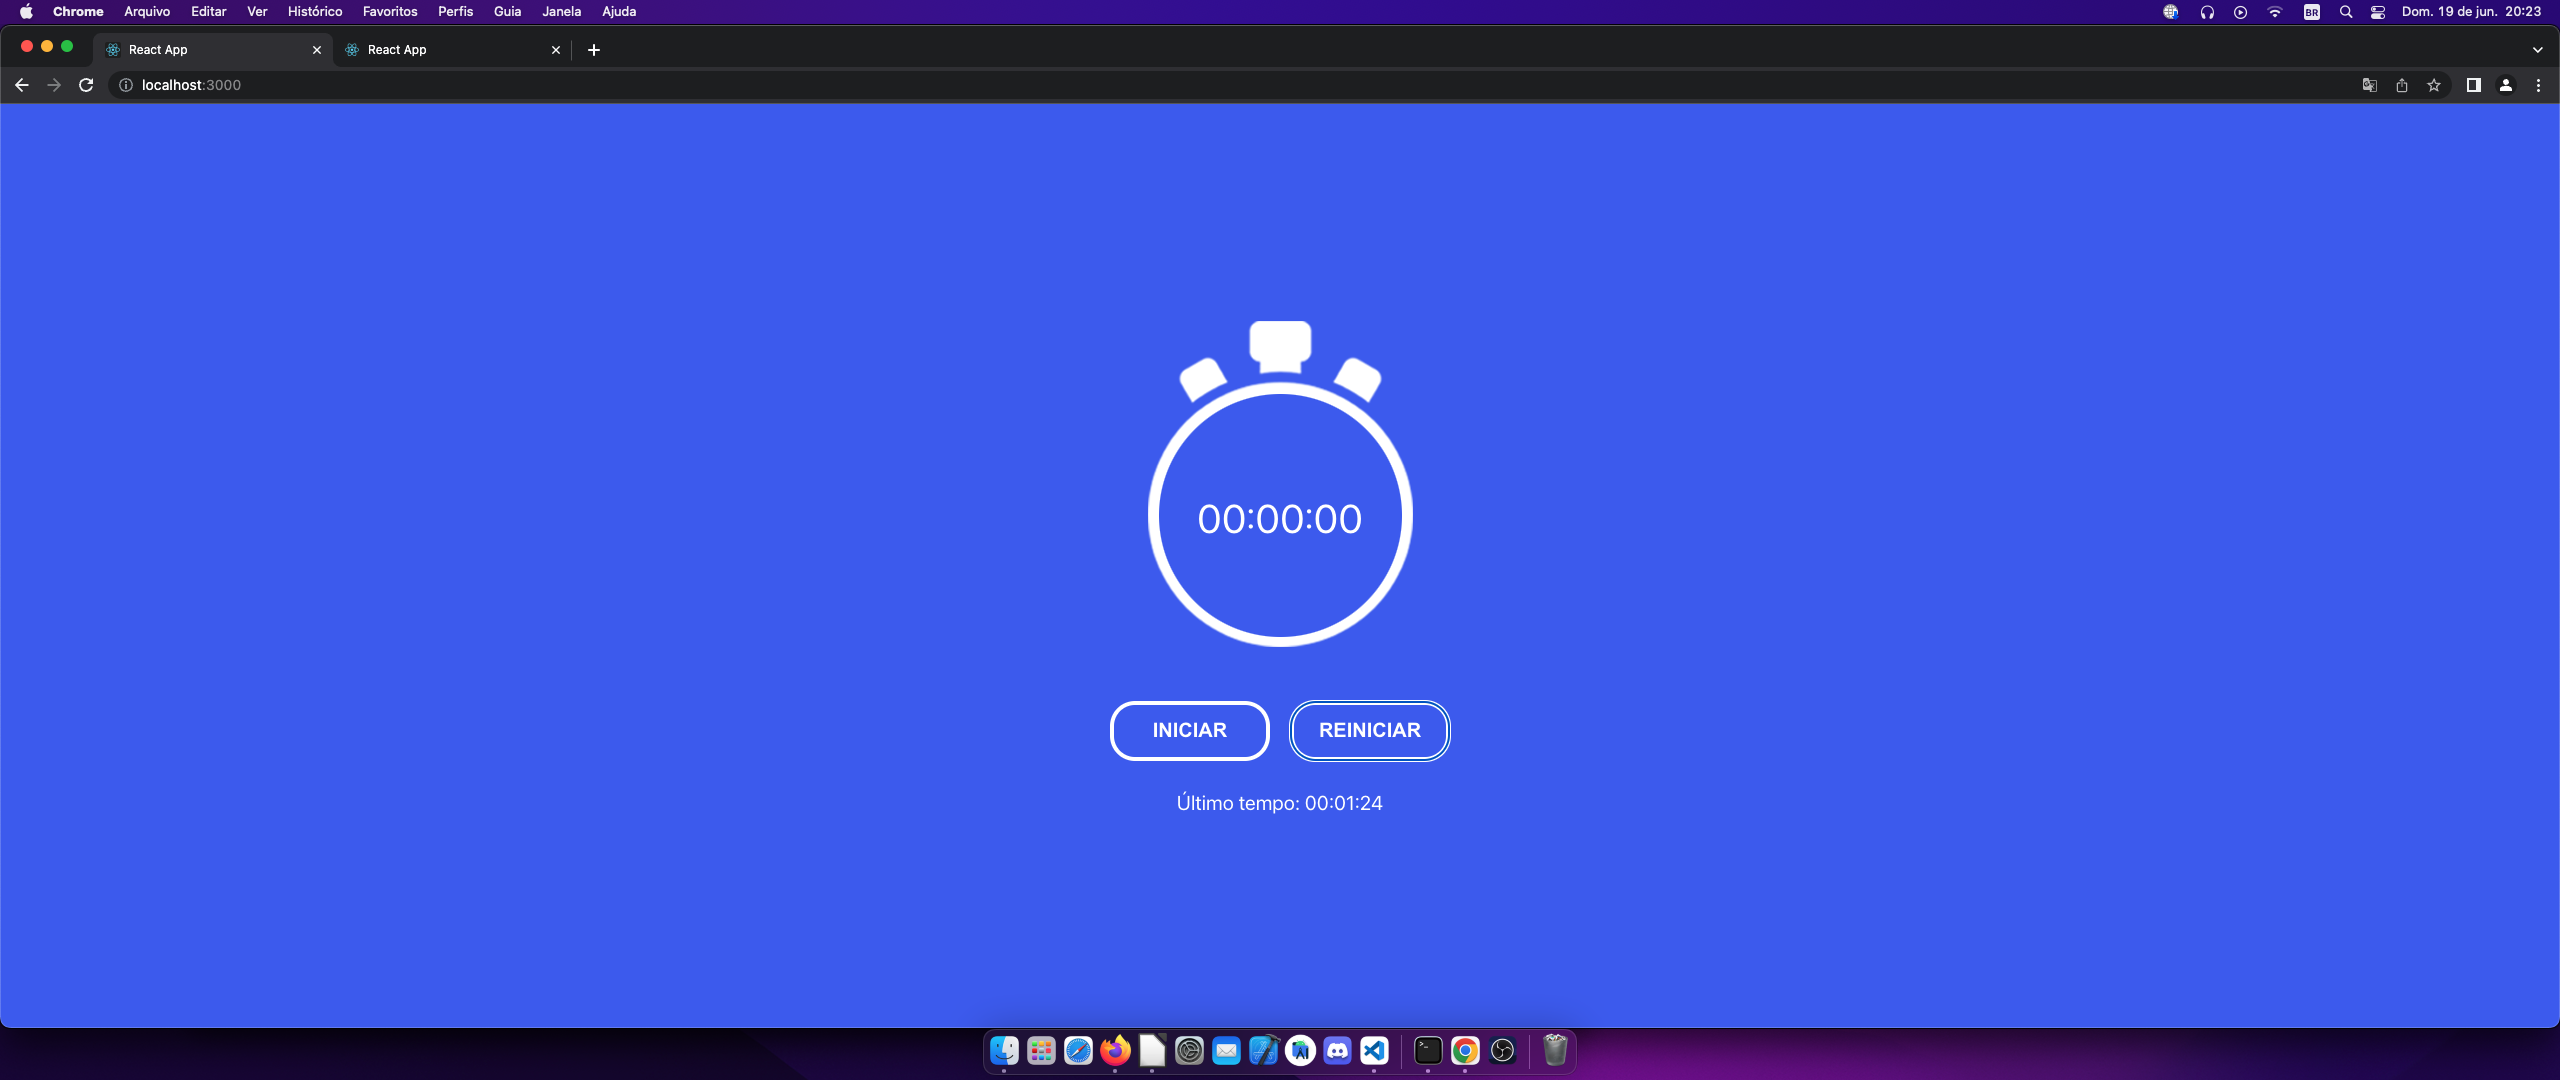 Chrome Arquivo Editar Ver Histórico Favoritos Perfis Guia Janela Ajuda BR Dom. 19 de jun. 20:23
React App React App
localhost:3000
00:00:00
INICIAR REINICIAR
Último tempo: 00:01:24